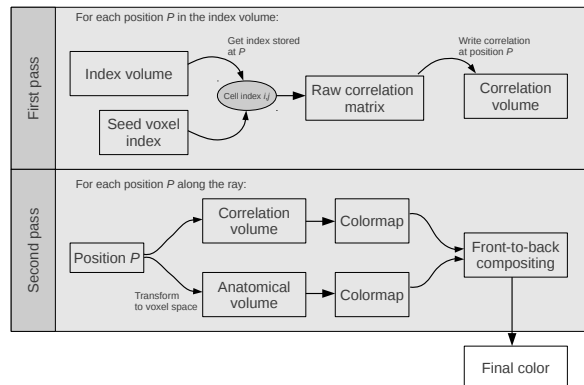 First pass
For each position P in the index volume:
Get index stored
at P
Write correlation
at position P
Index volume
Cell index i,j
Raw correlation
matrix
Correlation
volume
Seed voxel
index
Second pass
For each position P along the ray:
Correlation
volume
Colormap
Position P
Front-to-back
compositing
Transform
to voxel space
Anatomical
volume
Colormap
Final color